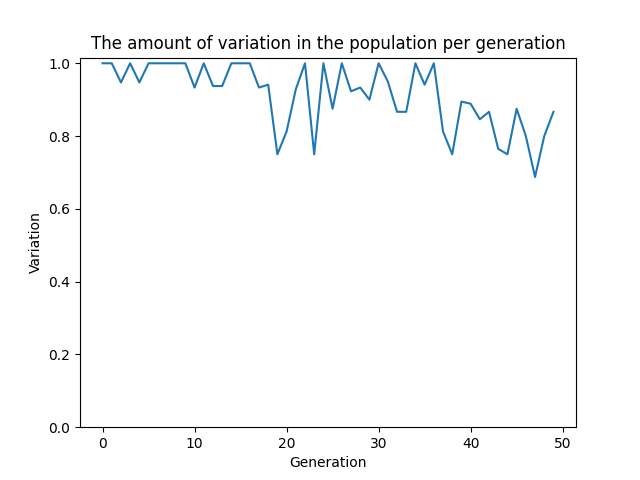 The amount of variation in the population per generation
1.0
0.8
0.6
0.4
0.2
0.0
Variation
0 10 20 30 40 50
Generation